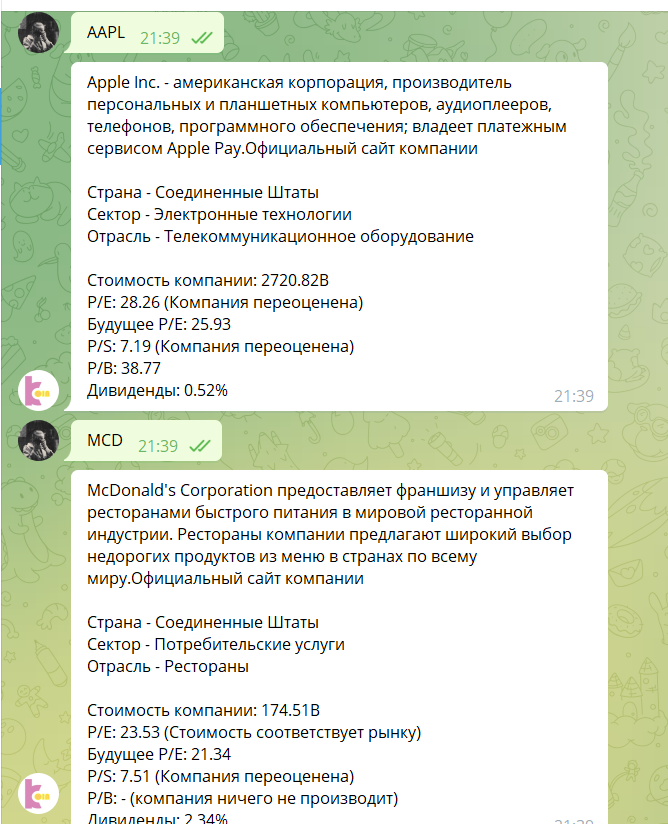 AAPL 21:39
Apple Inc. - американская корпорация, производитель
персональных и планшетных компьютеров, аудиоплееров,
телефонов, программного обеспечения; владеет платежным
сервисом Apple Pay.Официальный сайт компании
Страна - Соединенные Штаты
Сектор - Электронные технологии
Отрасль - Телекоммуникационное оборудование
Стоимость компании: 2720.82B
P/E: 28.26 (Компания переоценена)
Будущее P/E: 25.93
P/S: 7.19 (Компания переоценена)
P/B: 38.77
Дивиденды: 0.52%
21:39
MCD 21:39
McDonald's Corporation предоставляет франшизу и управляет
ресторанами быстрого питания в мировой ресторанной
индустрии. Рестораны компании предлагают широкий выбор
недорогих продуктов из меню в странах по всему
миру.Официальный сайт компании
Страна - Соединенные Штаты
Сектор - Потребительские услуги
Отрасль - Рестораны
Стоимость компании: 174.51B
P/E: 23.53 (Стоимость соответствует рынку)
Будущее P/E: 21.34
P/S: 7.51 (Компания переоценена)
P/B: - (компания ничего не производит)
Дивиденды: 2.34%
21:39